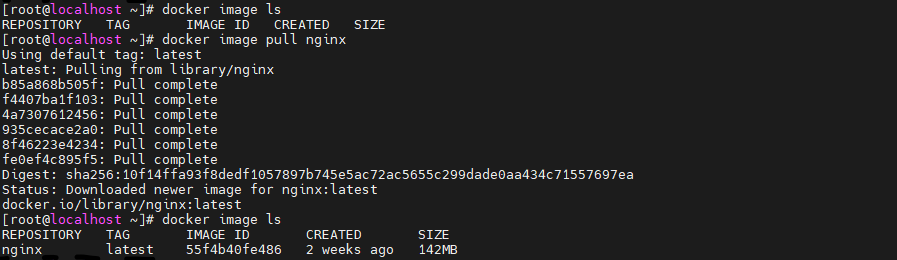 [root@localhost ~]# docker image ls
REPOSITORY   TAG       IMAGE ID   CREATED   SIZE
[root@localhost ~]# docker image pull nginx
Using default tag: latest
latest: Pulling from library/nginx
b85a868b505f: Pull complete
f4407ba1f103: Pull complete
4a7307612456: Pull complete
935cecace2a0: Pull complete
8f46223e4234: Pull complete
fe0ef4c895f5: Pull complete
Digest: sha256:10f14ffa93f8dedf1057897b745e5ac72ac5655c299dade0aa434c71557697ea
Status: Downloaded newer image for nginx:latest
docker.io/library/nginx:latest
[root@localhost ~]# docker image ls
REPOSITORY   TAG       IMAGE ID       CREATED       SIZE
nginx        latest    55f4b40fe486   2 weeks ago   142MB